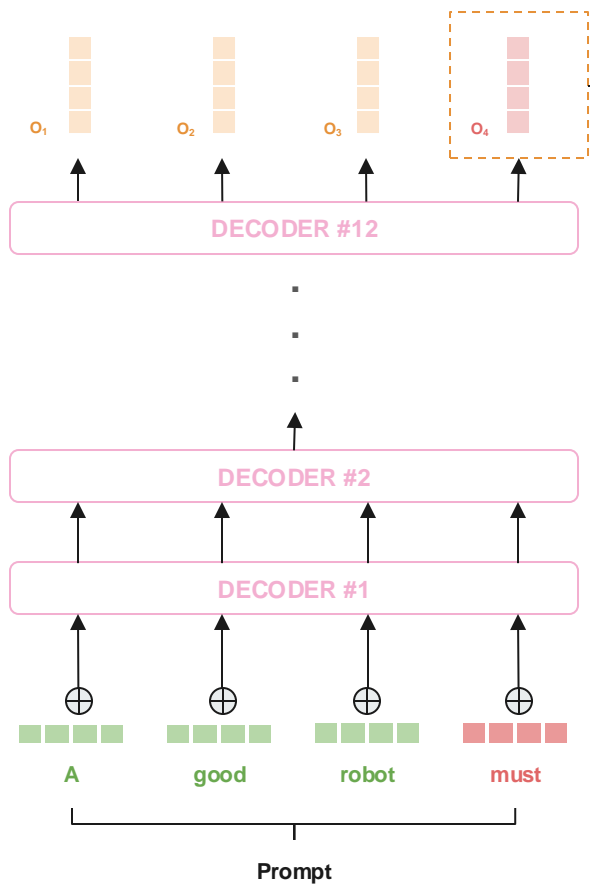 O₁ O₂ O₃ O₄
DECODER #12
DECODER #2
DECODER #1
A good robot must
Prompt